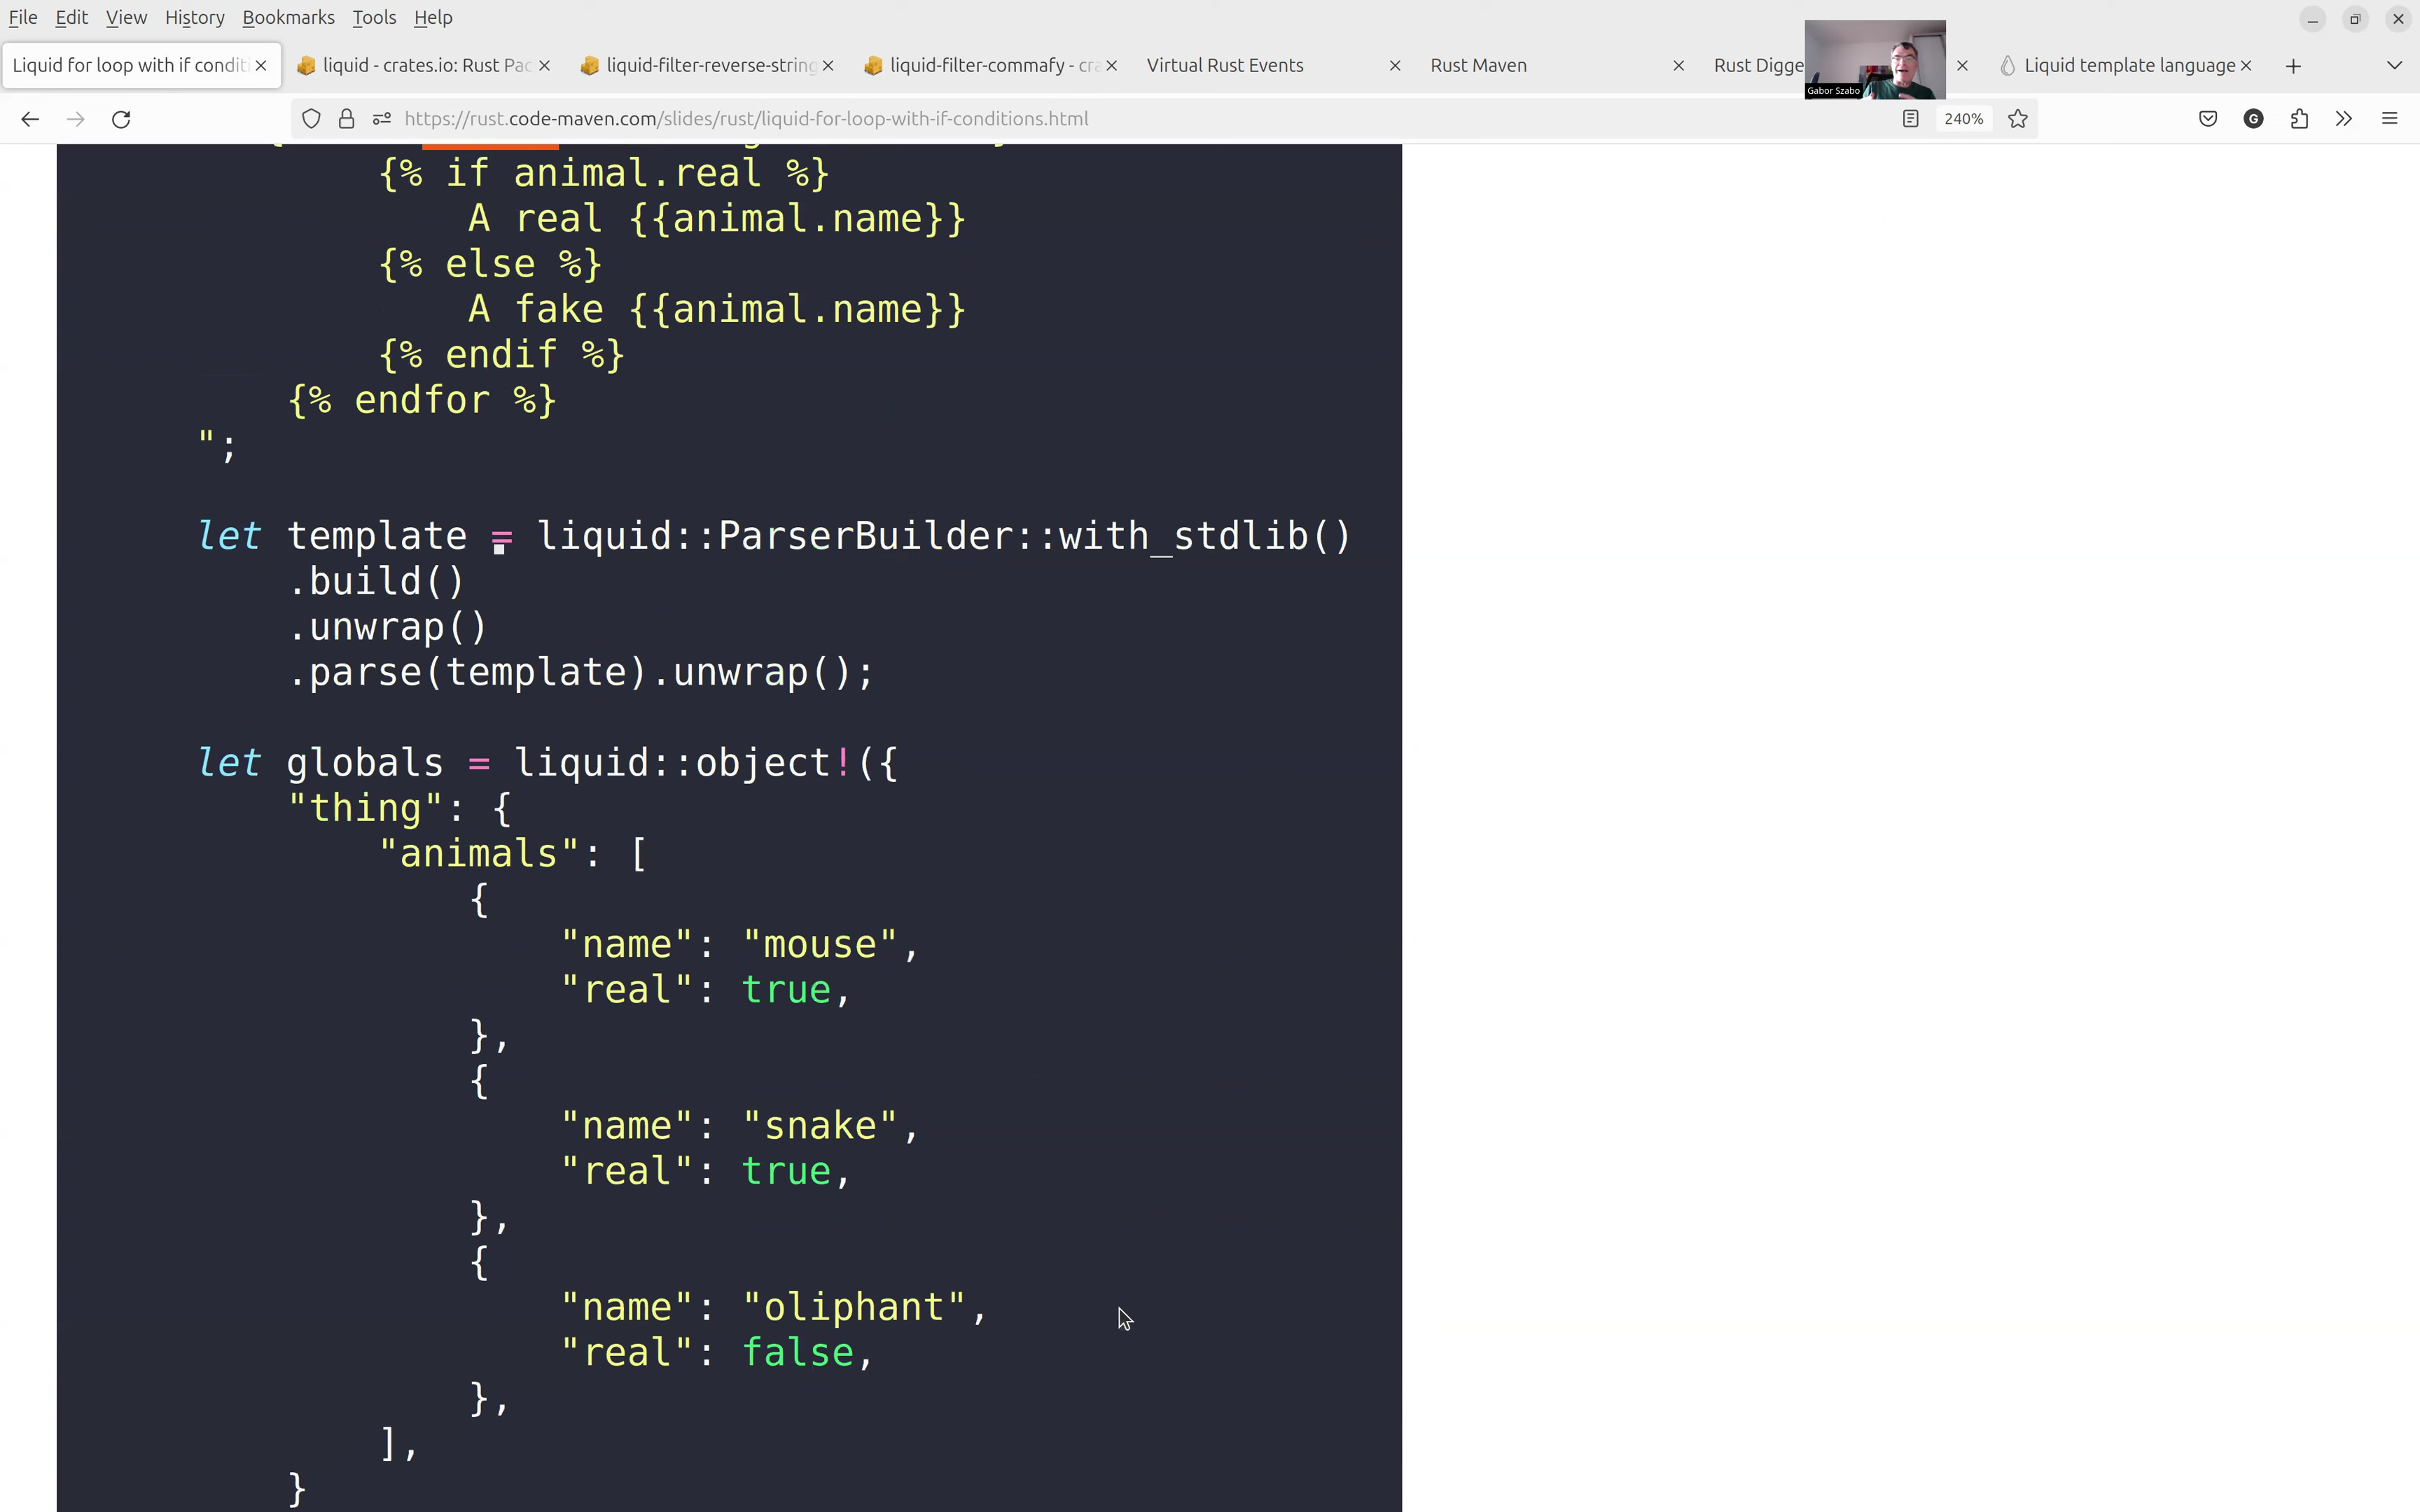 File Edit View History Bookmarks Tools Help
Liquid for loop with if conditi
liquid - crates.io: Rust Pac
liquid-filter-reverse-string
liquid-filter-commafy - cra
Virtual Rust Events
Rust Maven
Rust Digge
Liquid template language
Gabor Szabo
https://rust.code-maven.com/slides/rust/liquid-for-loop-with-if-conditions.html
240%
G
{% if animal.real %}
A real {{animal.name}}
{% else %}
A fake {{animal.name}}
{% endif %}
{% endfor %}
";
let template = liquid::ParserBuilder::with_stdlib()
.build()
.unwrap()
.parse(template).unwrap();
let globals = liquid::object!({
"thing": {
"animals": [
{
"name": "mouse",
"real": true,
},
{
"name": "snake",
"real": true,
},
{
"name": "oliphant",
"real": false,
},
],
}